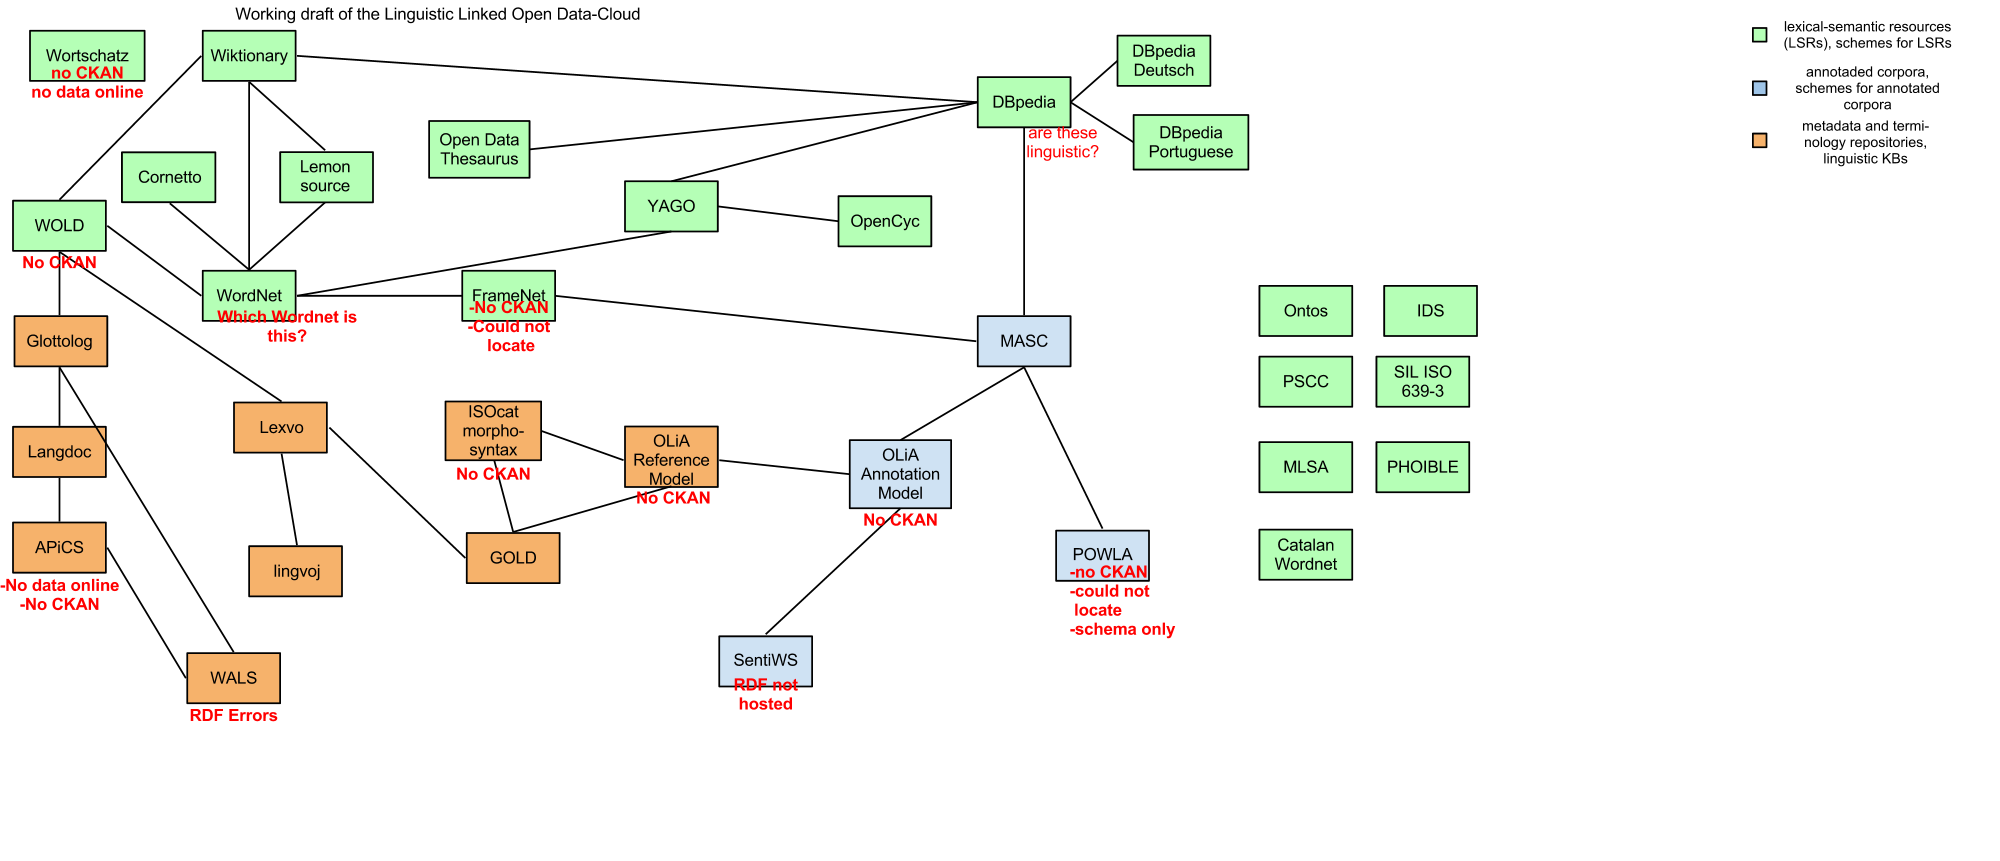 Working draft of the Linguistic Linked Open Data-Cloud
lexical-semantic resources
(LSRs), schemes for LSRs
annotaded corpora,
schemes for annotated
corpora
metadata and termi-
nology repositories,
linguistic KBs
Wortschatz
no CKAN
no data online
Wiktionary
DBpedia
Deutsch
DBpedia
are these
linguistic?
DBpedia
Portuguese
Open Data
Thesaurus
Cornetto
Lemon
source
YAGO
OpenCyc
WOLD
No CKAN
WordNet
Which Wordnet is
this?
FrameNet
-No CKAN
-Could not
locate
MASC
Ontos
IDS
Glottolog
PSCC
SIL ISO
639-3
Lexvo
ISOcat
morpho-
syntax
No CKAN
OLiA
Reference
Model
No CKAN
OLiA
Annotation
Model
No CKAN
Langdoc
MLSA
PHOIBLE
APiCS
-No data online
-No CKAN
lingvoj
GOLD
POWLA
-no CKAN
-could not
locate
-schema only
Catalan
Wordnet
WALS
RDF Errors
SentiWS
RDF not
hosted